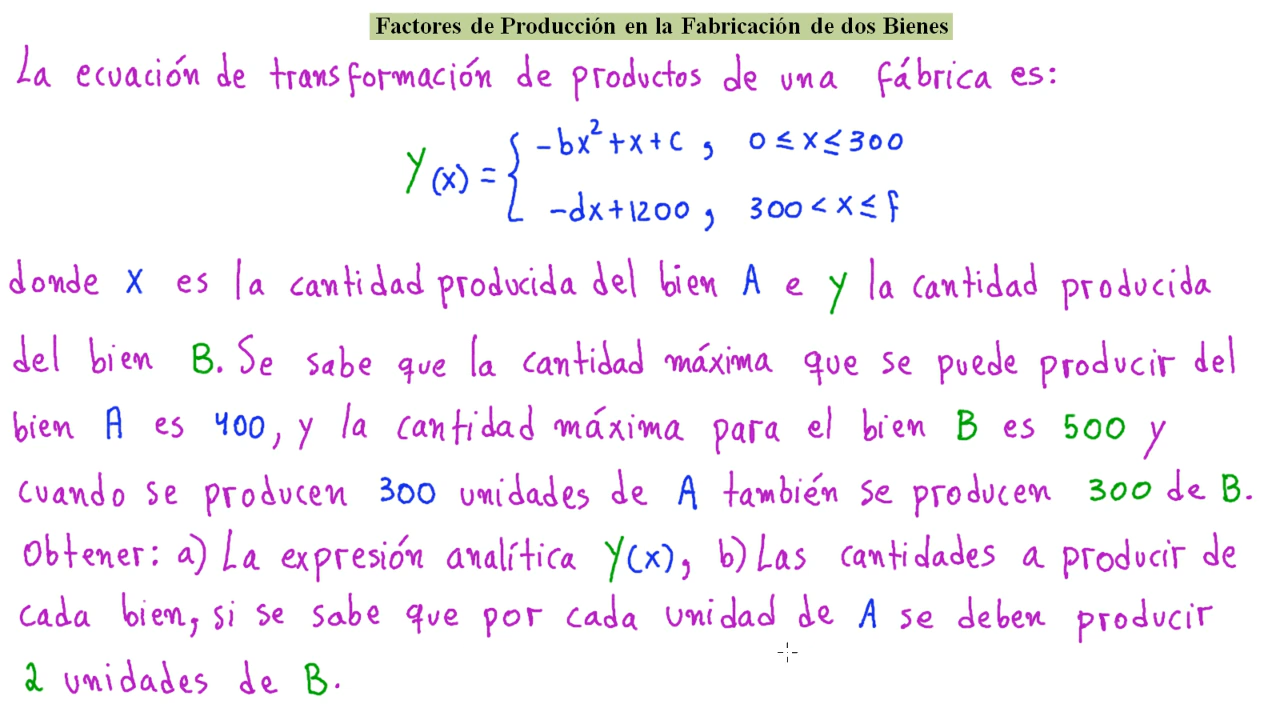 Factores de Producción en la Fabricación de dos Bienes
La ecuación de transformación de productos de una fábrica es:
Y(x) = { -bx² + x + c , 0 ≤ x ≤ 300
-dx + 1200 , 300 < x ≤ f
donde x es la cantidad producida del bien A e y la cantidad producida
del bien B. Se sabe que la cantidad máxima que se puede producir del
bien A es 400, y la cantidad máxima para el bien B es 500 y
cuando se producen 300 unidades de A también se producen 300 de B.
Obtener: a) La expresión analítica Y(x), b) Las cantidades a producir de
cada bien, si se sabe que por cada unidad de A se deben producir
2 unidades de B.